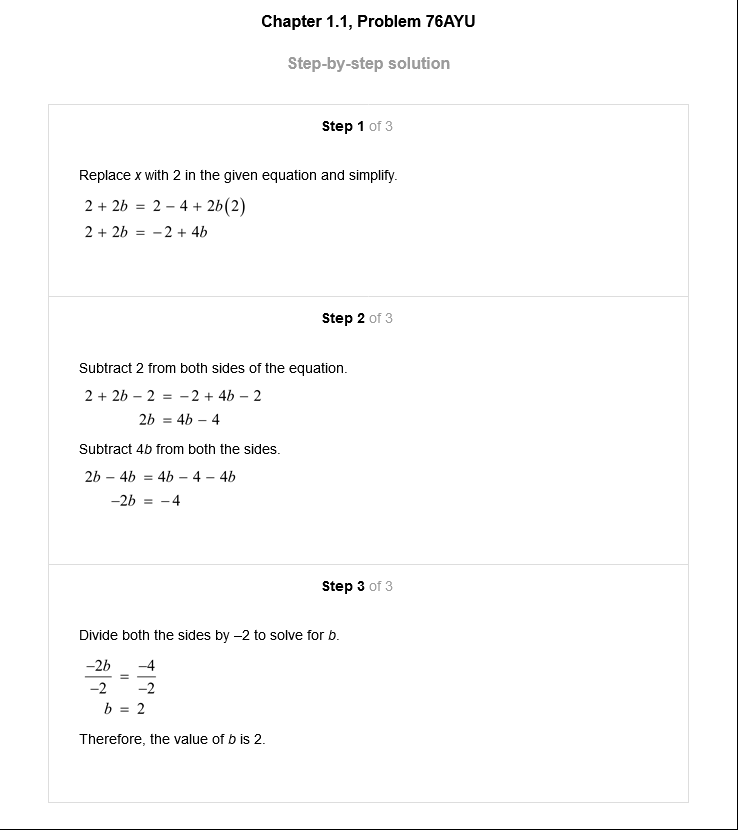 Chapter 1.1, Problem 76AYU
Step-by-step solution
Step 1 of 3
Replace x with 2 in the given equation and simplify.
2 + 2b = 2 − 4 + 2b(2)
2 + 2b = −2 + 4b
Step 2 of 3
Subtract 2 from both sides of the equation.
2 + 2b − 2 = −2 + 4b − 2
2b = 4b − 4
Subtract 4b from both the sides.
2b − 4b = 4b − 4 − 4b
−2b = −4
Step 3 of 3
Divide both the sides by –2 to solve for b.
−2b/−2 = −4/−2
b = 2
Therefore, the value of b is 2.